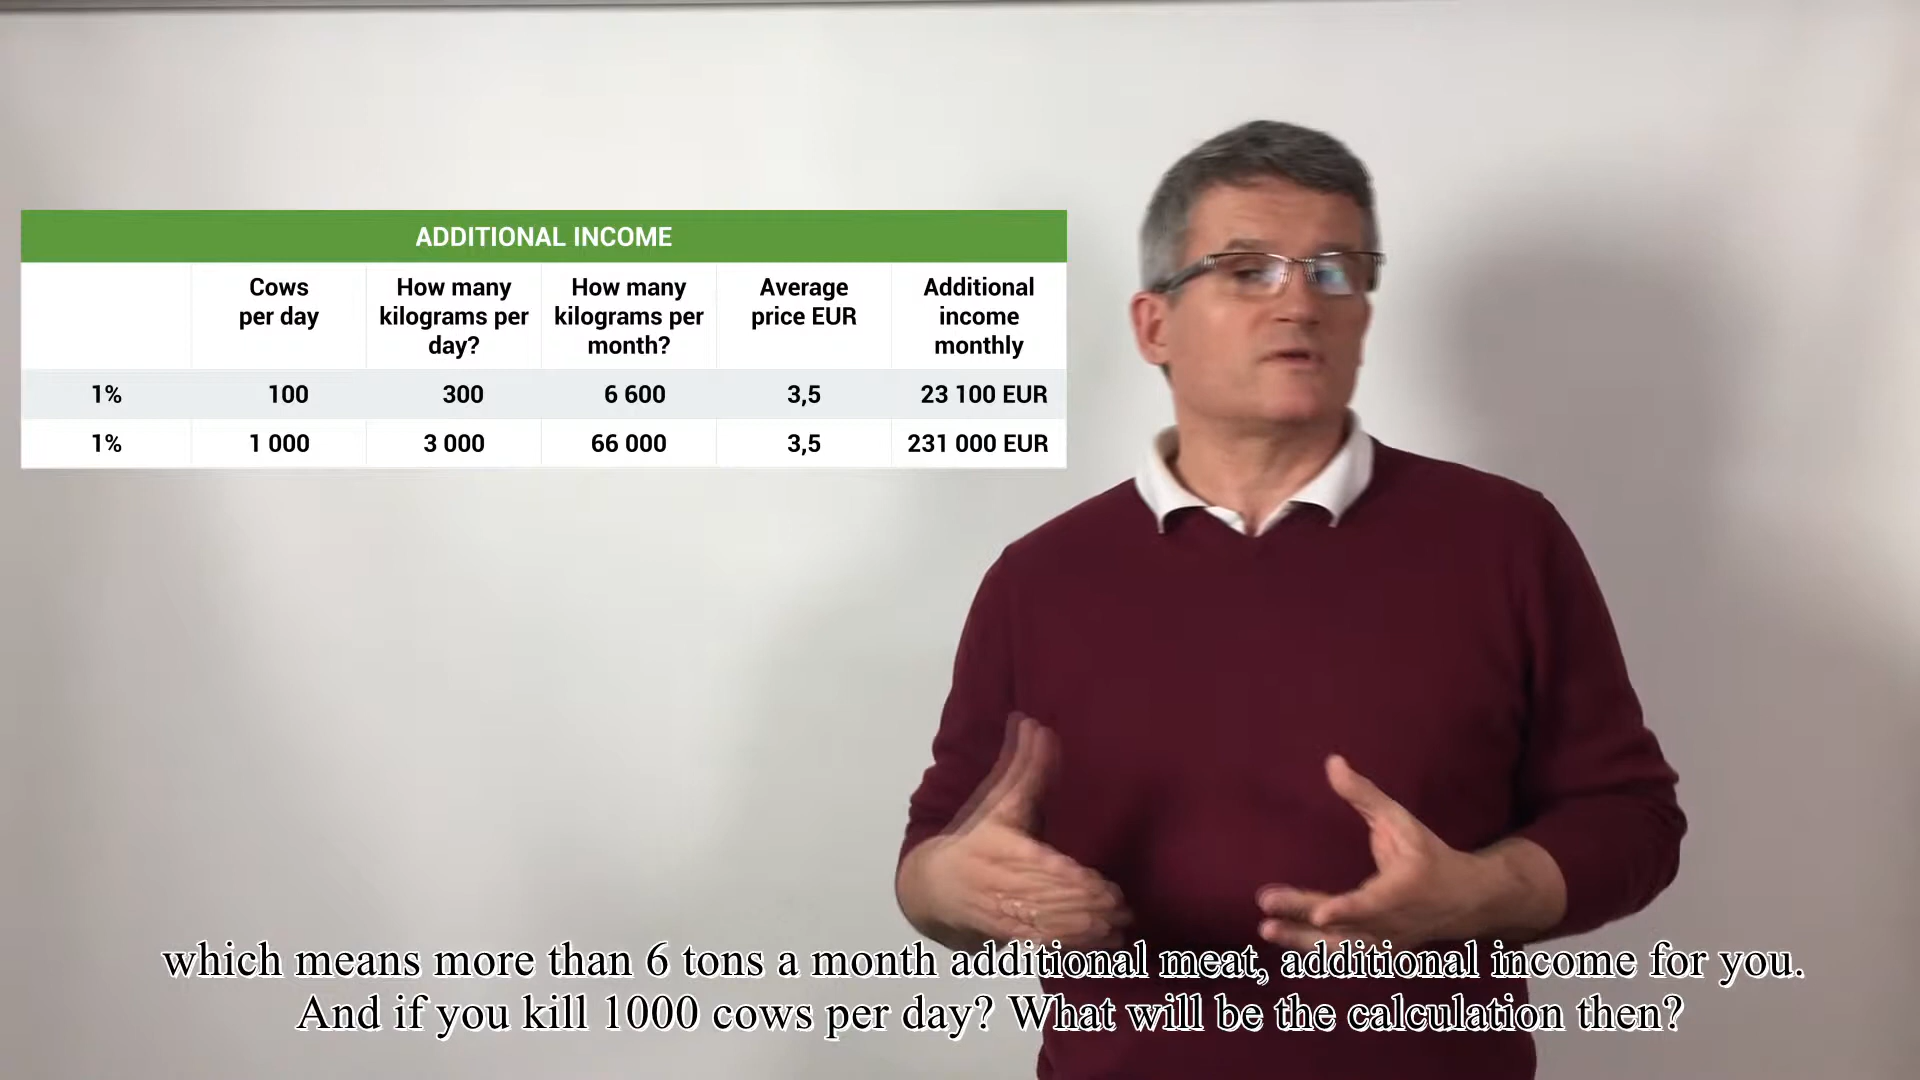 ADDITIONAL INCOME
Cows per day
How many kilograms per day?
How many kilograms per month?
Average price EUR
Additional income monthly
1% 100 300 6 600 3,5 23 100 EUR
1% 1 000 3 000 66 000 3,5 231 000 EUR
which means more than 6 tons a month additional meat, additional income for you.
And if you kill 1000 cows per day? What will be the calculation then?